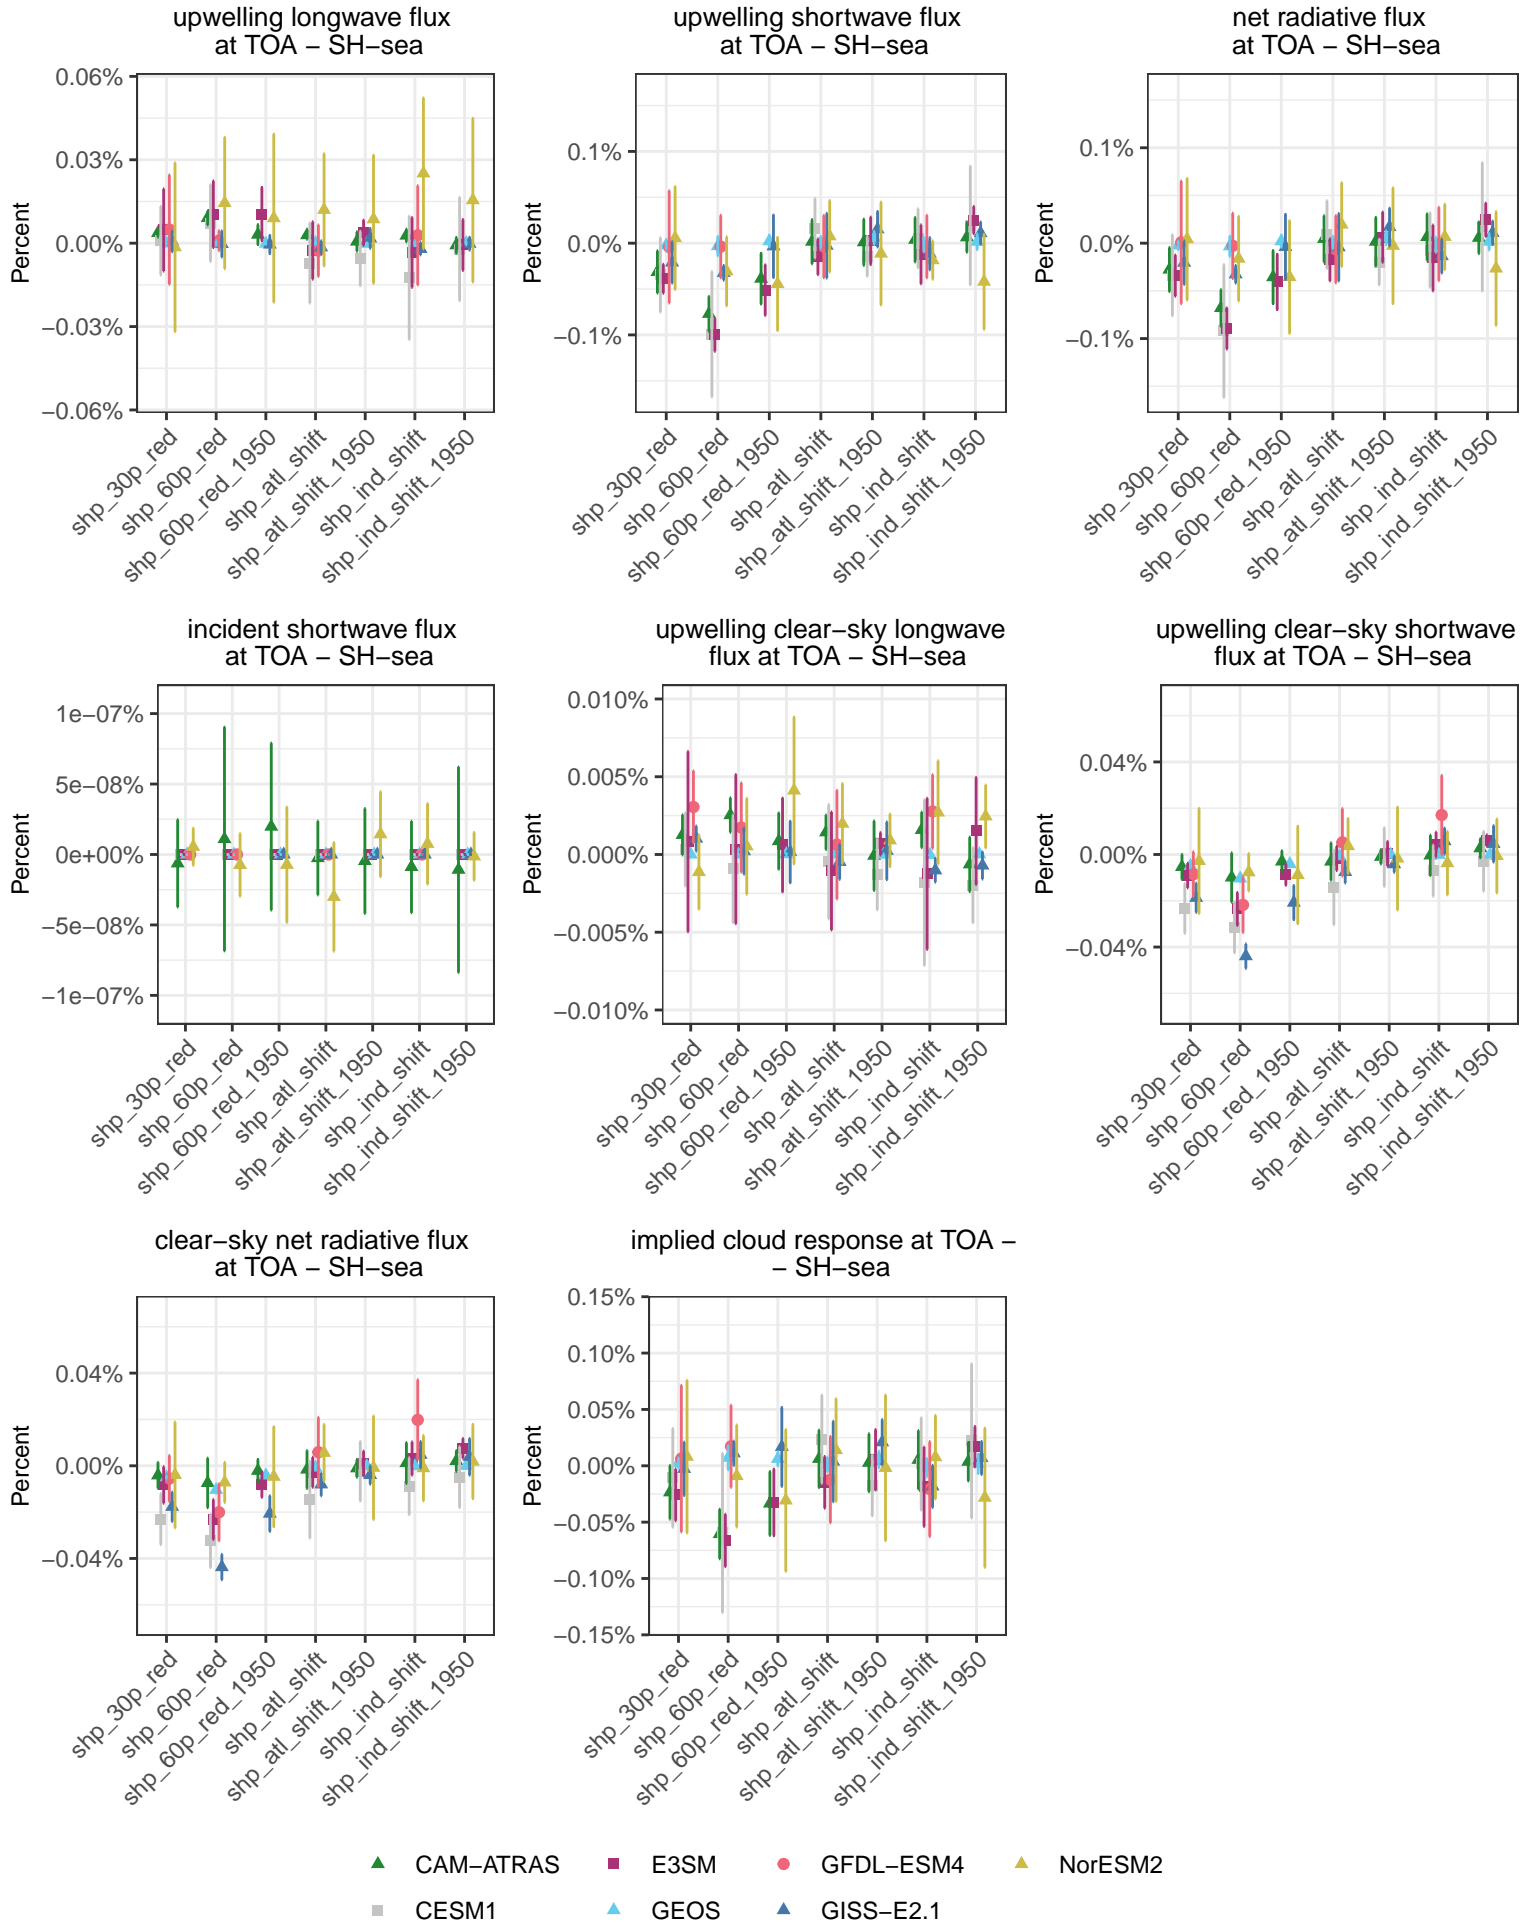 upwelling longwave flux
at TOA − SH−sea
upwelling shortwave flux
at TOA − SH−sea
net radiative flux
at TOA − SH−sea
Percent
0.06%
0.03%
0.00%
−0.03%
−0.06%
shp_30p_red
shp_60p_red
shp_60p_red_1950
shp_atl_shift
shp_atl_shift_1950
shp_ind_shift
shp_ind_shift_1950
Percent
0.1%
0.0%
−0.1%
shp_30p_red
shp_60p_red
shp_60p_red_1950
shp_atl_shift
shp_atl_shift_1950
shp_ind_shift
shp_ind_shift_1950
Percent
0.1%
0.0%
−0.1%
shp_30p_red
shp_60p_red
shp_60p_red_1950
shp_atl_shift
shp_atl_shift_1950
shp_ind_shift
shp_ind_shift_1950
incident shortwave flux
at TOA − SH−sea
upwelling clear−sky longwave
flux at TOA − SH−sea
upwelling clear−sky shortwave
flux at TOA − SH−sea
Percent
1e−07%
5e−08%
0e+00%
−5e−08%
−1e−07%
shp_30p_red
shp_60p_red
shp_60p_red_1950
shp_atl_shift
shp_atl_shift_1950
shp_ind_shift
shp_ind_shift_1950
Percent
0.010%
0.005%
0.000%
−0.005%
−0.010%
shp_30p_red
shp_60p_red
shp_60p_red_1950
shp_atl_shift
shp_atl_shift_1950
shp_ind_shift
shp_ind_shift_1950
Percent
0.04%
0.00%
−0.04%
shp_30p_red
shp_60p_red
shp_60p_red_1950
shp_atl_shift
shp_atl_shift_1950
shp_ind_shift
shp_ind_shift_1950
clear−sky net radiative flux
at TOA − SH−sea
implied cloud response at TOA −
− SH−sea
Percent
0.04%
0.00%
−0.04%
shp_30p_red
shp_60p_red
shp_60p_red_1950
shp_atl_shift
shp_atl_shift_1950
shp_ind_shift
shp_ind_shift_1950
Percent
0.15%
0.10%
0.05%
0.00%
−0.05%
−0.10%
−0.15%
shp_30p_red
shp_60p_red
shp_60p_red_1950
shp_atl_shift
shp_atl_shift_1950
shp_ind_shift
shp_ind_shift_1950
CAM−ATRAS E3SM GFDL−ESM4 NorESM2
CESM1 GEOS GISS−E2.1